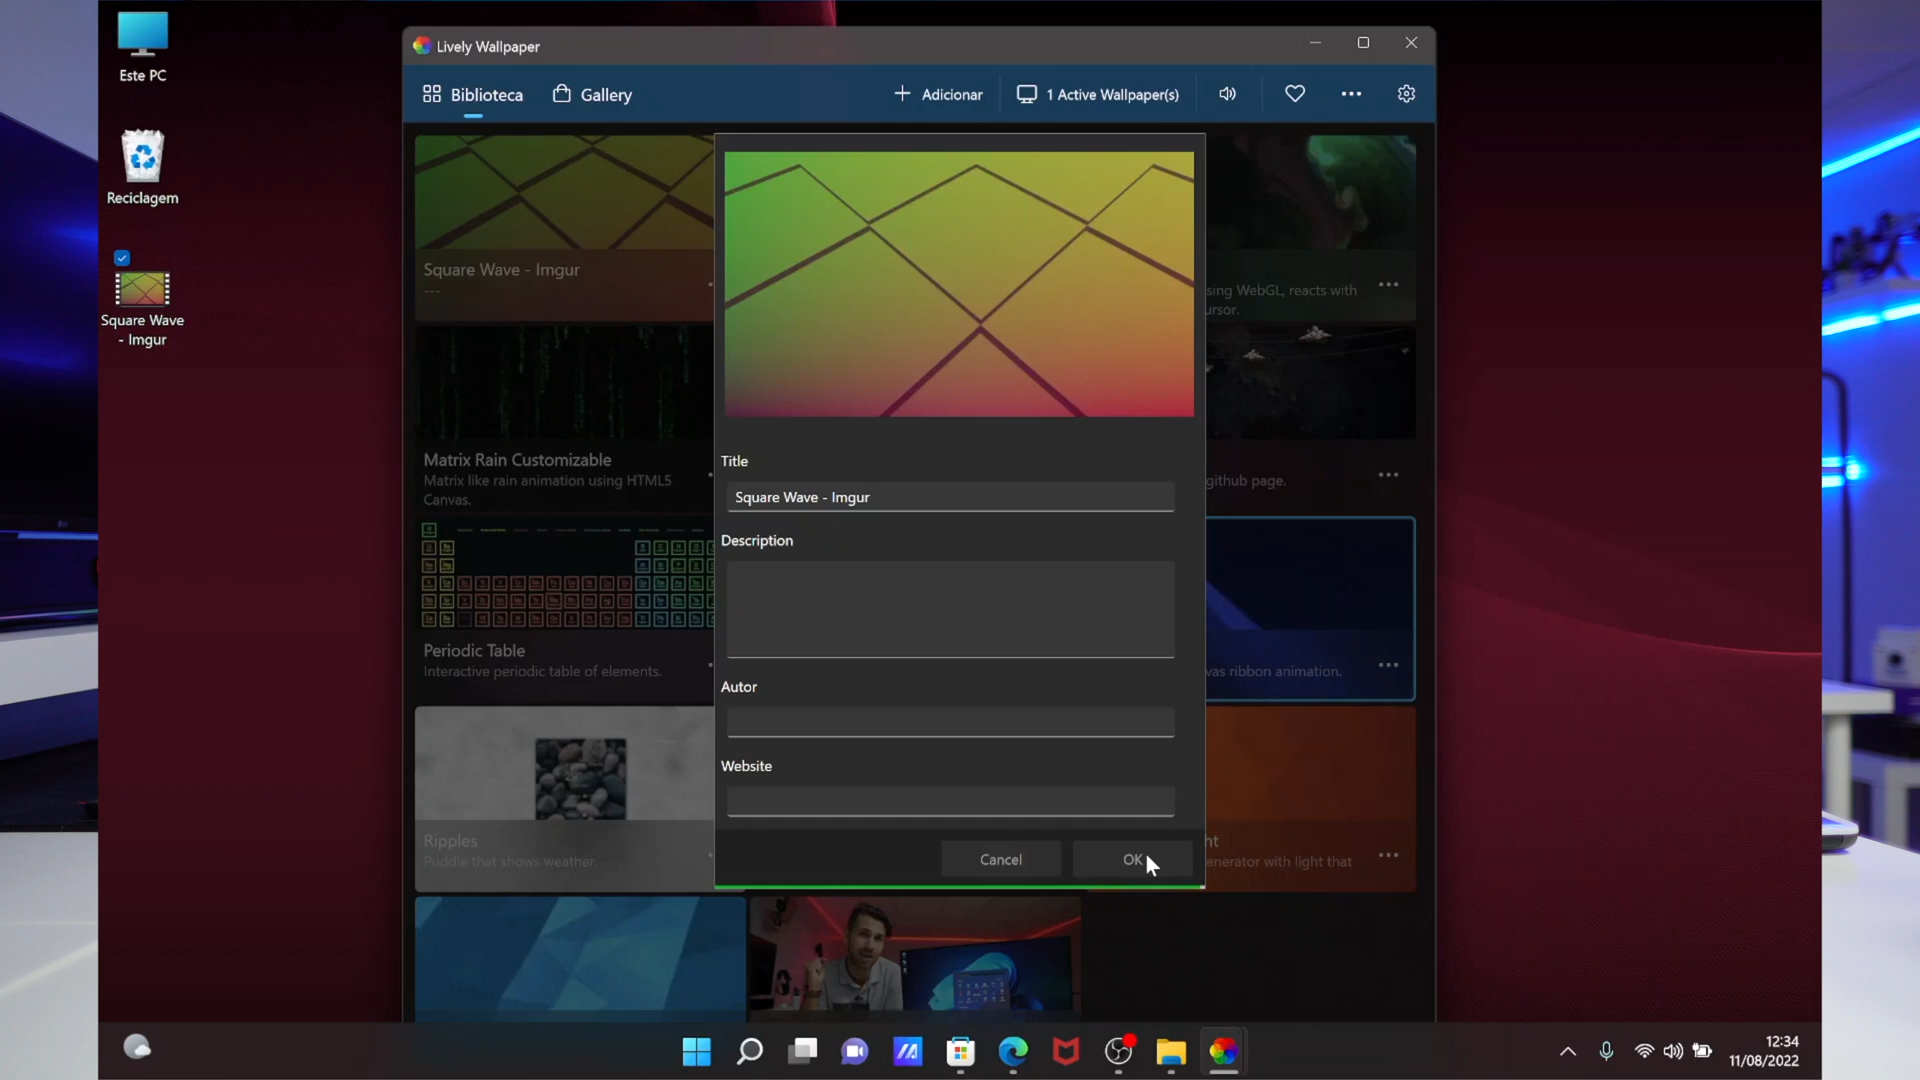 Este PC
Reciclagem
Square Wave
- Imgur
Lively Wallpaper
Biblioteca
Gallery
Adicionar
1 Active Wallpaper(s)
Square Wave - Imgur
---
Matrix Rain Customizable
Matrix like rain animation using HTML5
Canvas.
Periodic Table
Interactive periodic table of elements.
Ripples
Puddle that shows weather.
sing WebGL, reacts with
ursor.
github page.
vas ribbon animation.
ht
enerator with light that
Title
Square Wave - Imgur
Description
Autor
Website
Cancel
OK
12:34
11/08/2022